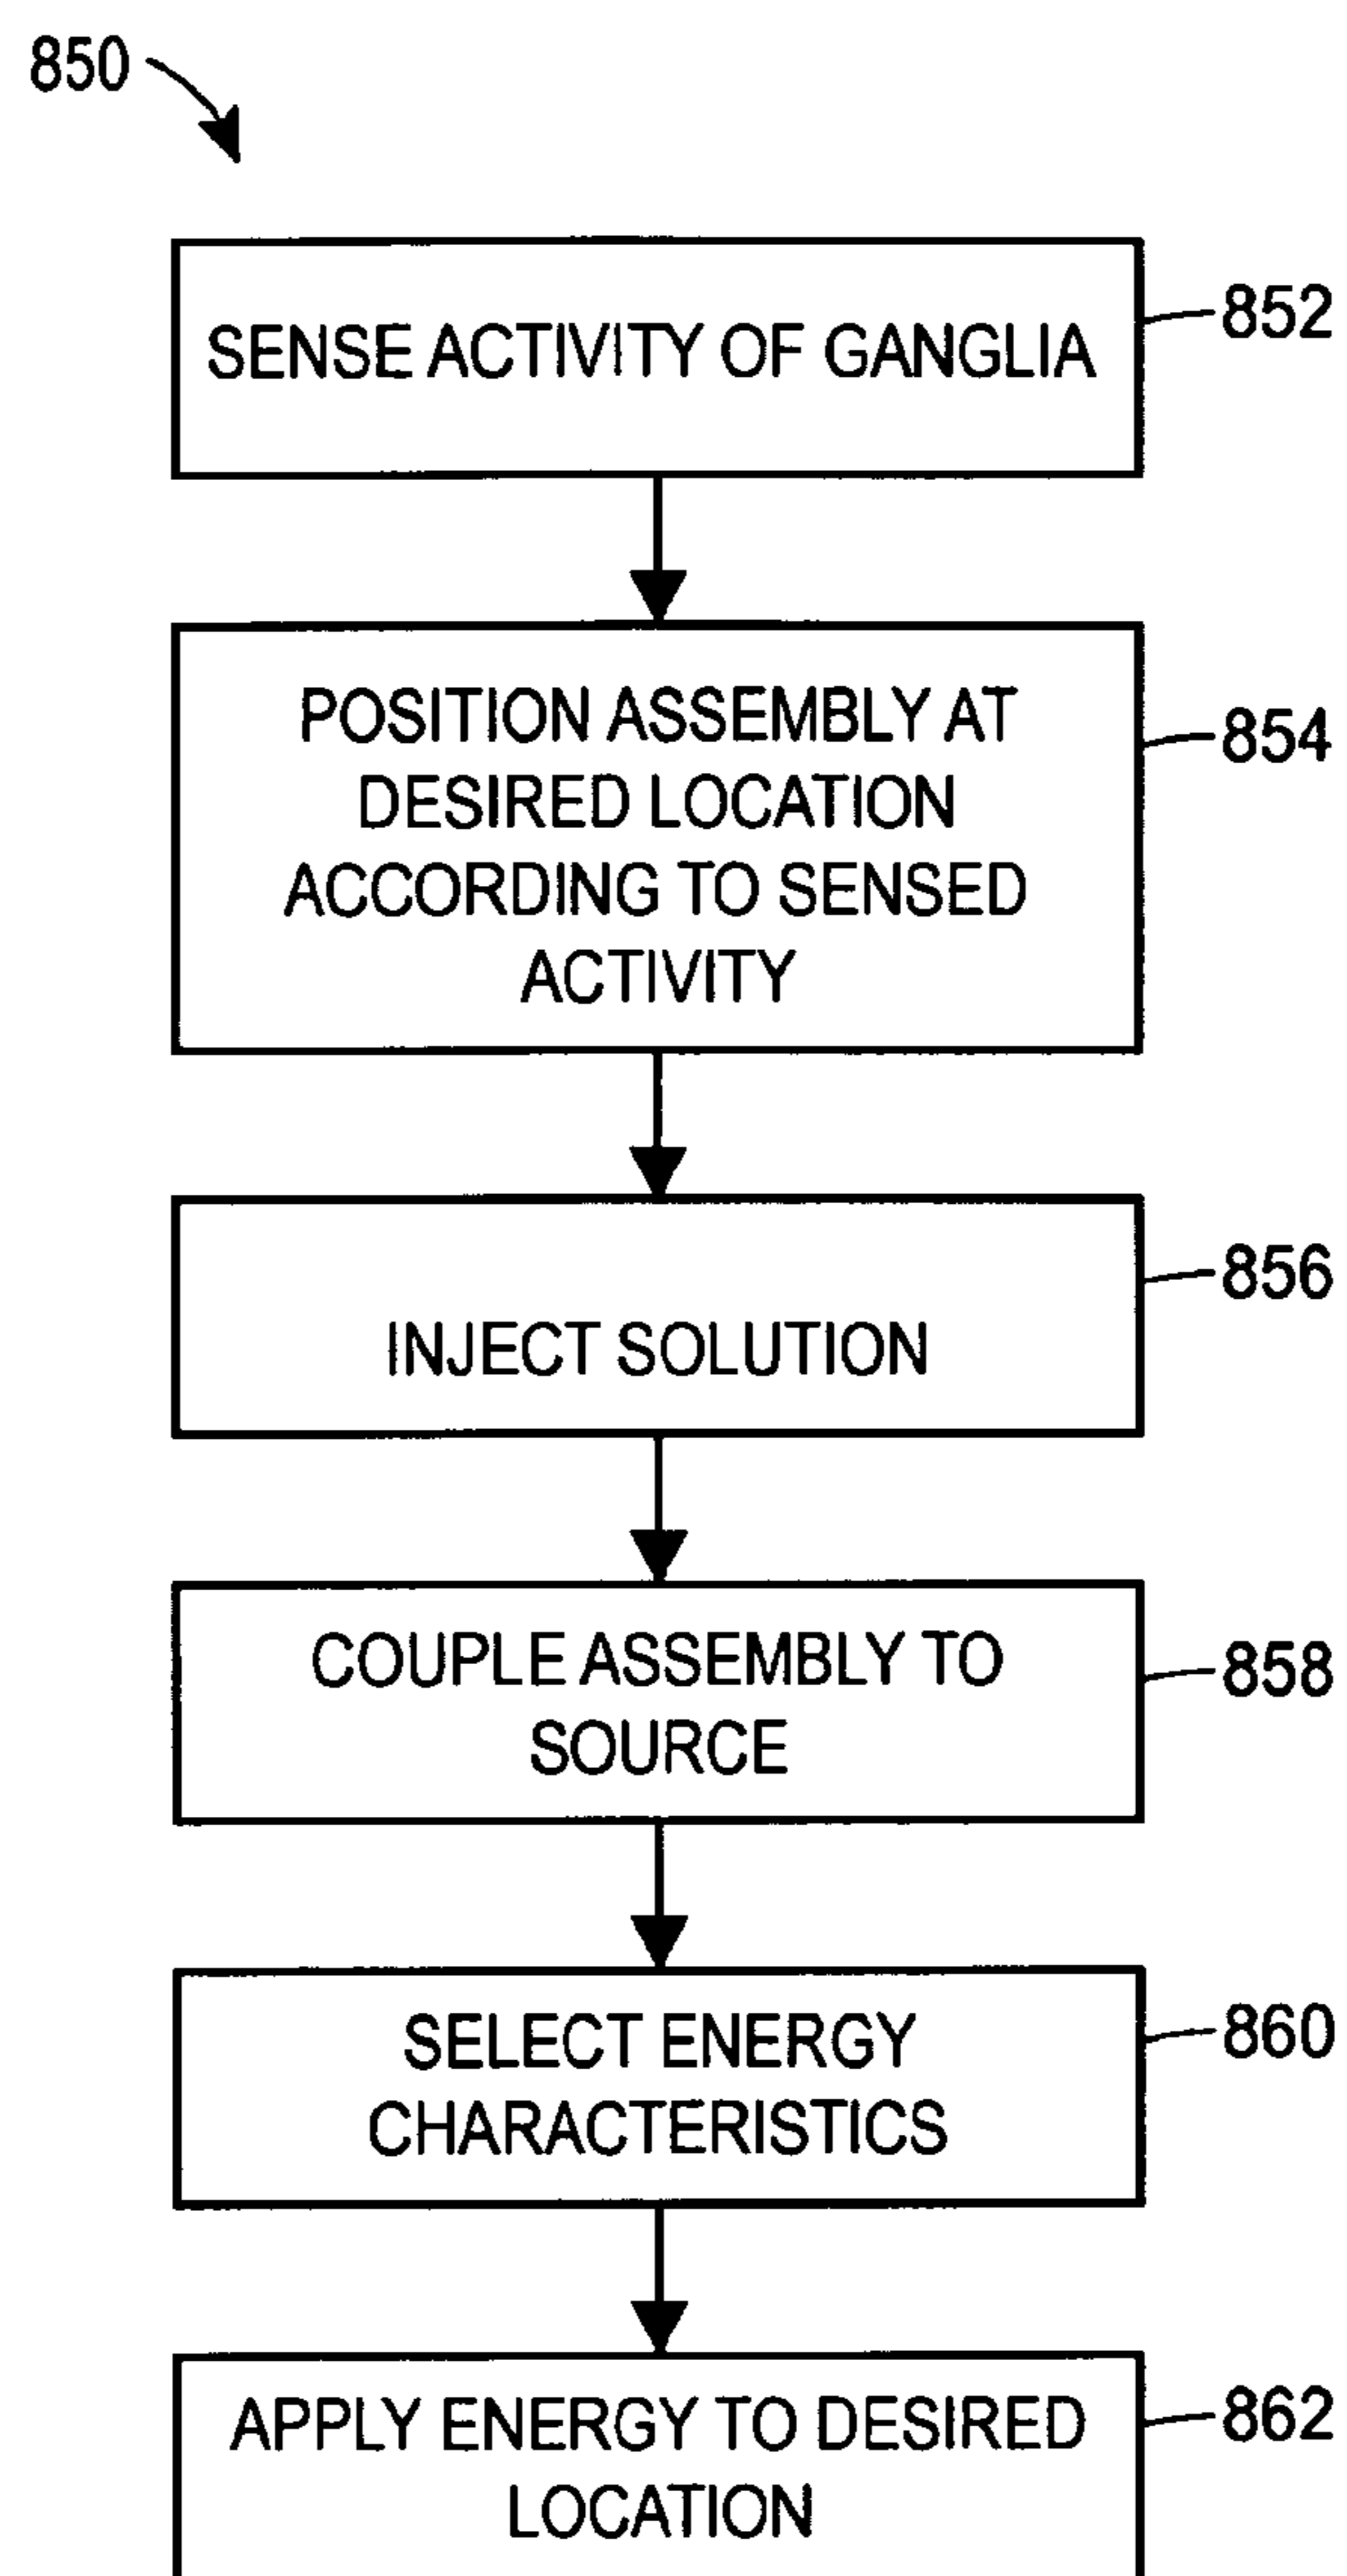 850
SENSE ACTIVITY OF GANGLIA
852
POSITION ASSEMBLY AT
DESIRED LOCATION
ACCORDING TO SENSED
ACTIVITY
854
INJECT SOLUTION
856
COUPLE ASSEMBLY TO
SOURCE
858
SELECT ENERGY
CHARACTERISTICS
860
APPLY ENERGY TO DESIRED
LOCATION
862